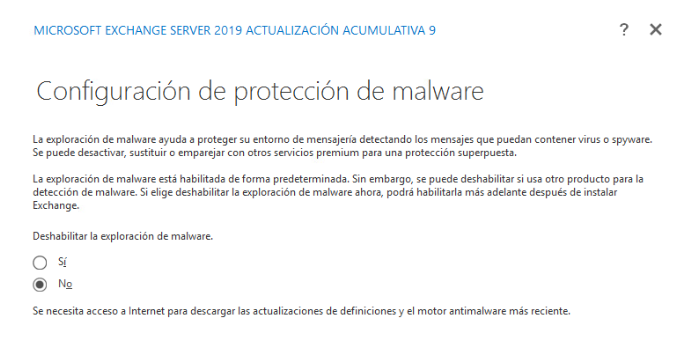 MICROSOFT EXCHANGE SERVER 2019 ACTUALIZACIÓN ACUMULATIVA 9
?
Configuración de protección de malware
La exploración de malware ayuda a proteger su entorno de mensajería detectando los mensajes que puedan contener virus o spyware.
Se puede desactivar, sustituir o emparejar con otros servicios premium para una protección superpuesta.
La exploración de malware está habilitada de forma predeterminada. Sin embargo, se puede deshabilitar si usa otro producto para la
detección de malware. Si elige deshabilitar la exploración de malware ahora, podrá habilitarla más adelante después de instalar
Exchange.
Deshabilitar la exploración de malware.
Sí
No
Se necesita acceso a Internet para descargar las actualizaciones de definiciones y el motor antimalware más reciente.